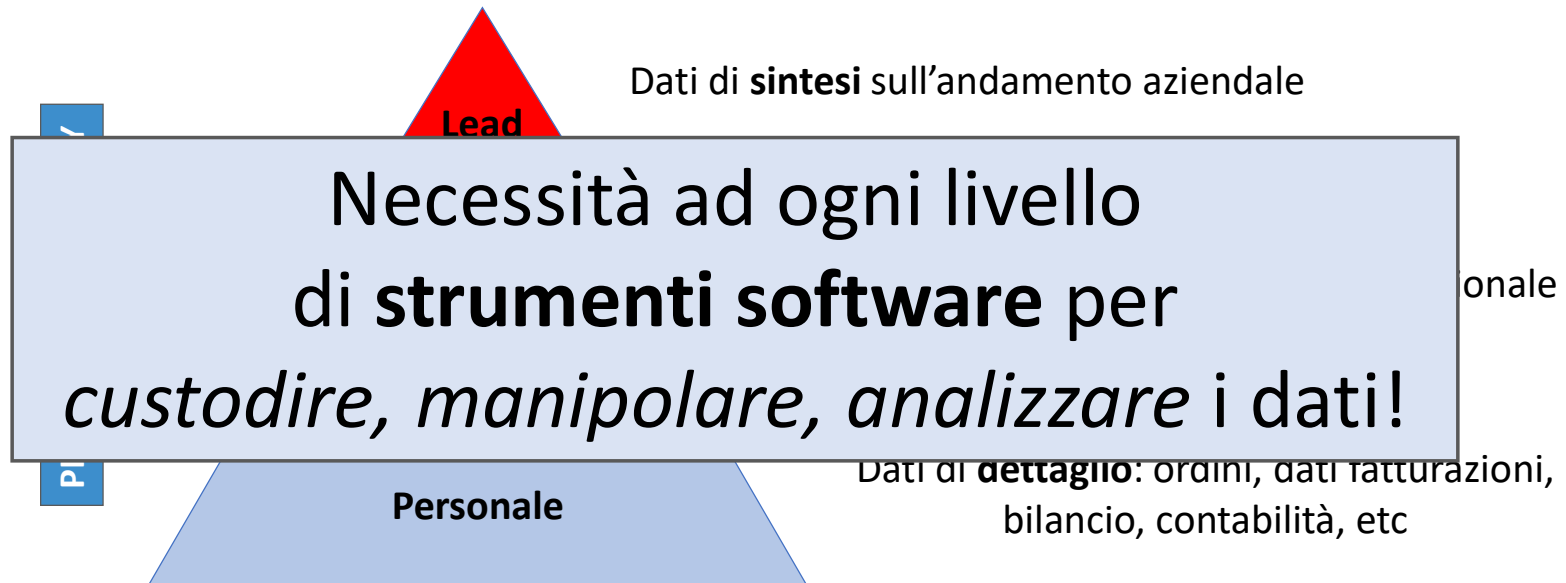 Dati di sintesi sull'andamento aziendale
Lead
Necessità ad ogni livello
di strumenti software per
custodire, manipolare, analizzare i dati!
Dati di dettaglio: ordini, dati fatturazioni,
bilancio, contabilità, etc
Personale